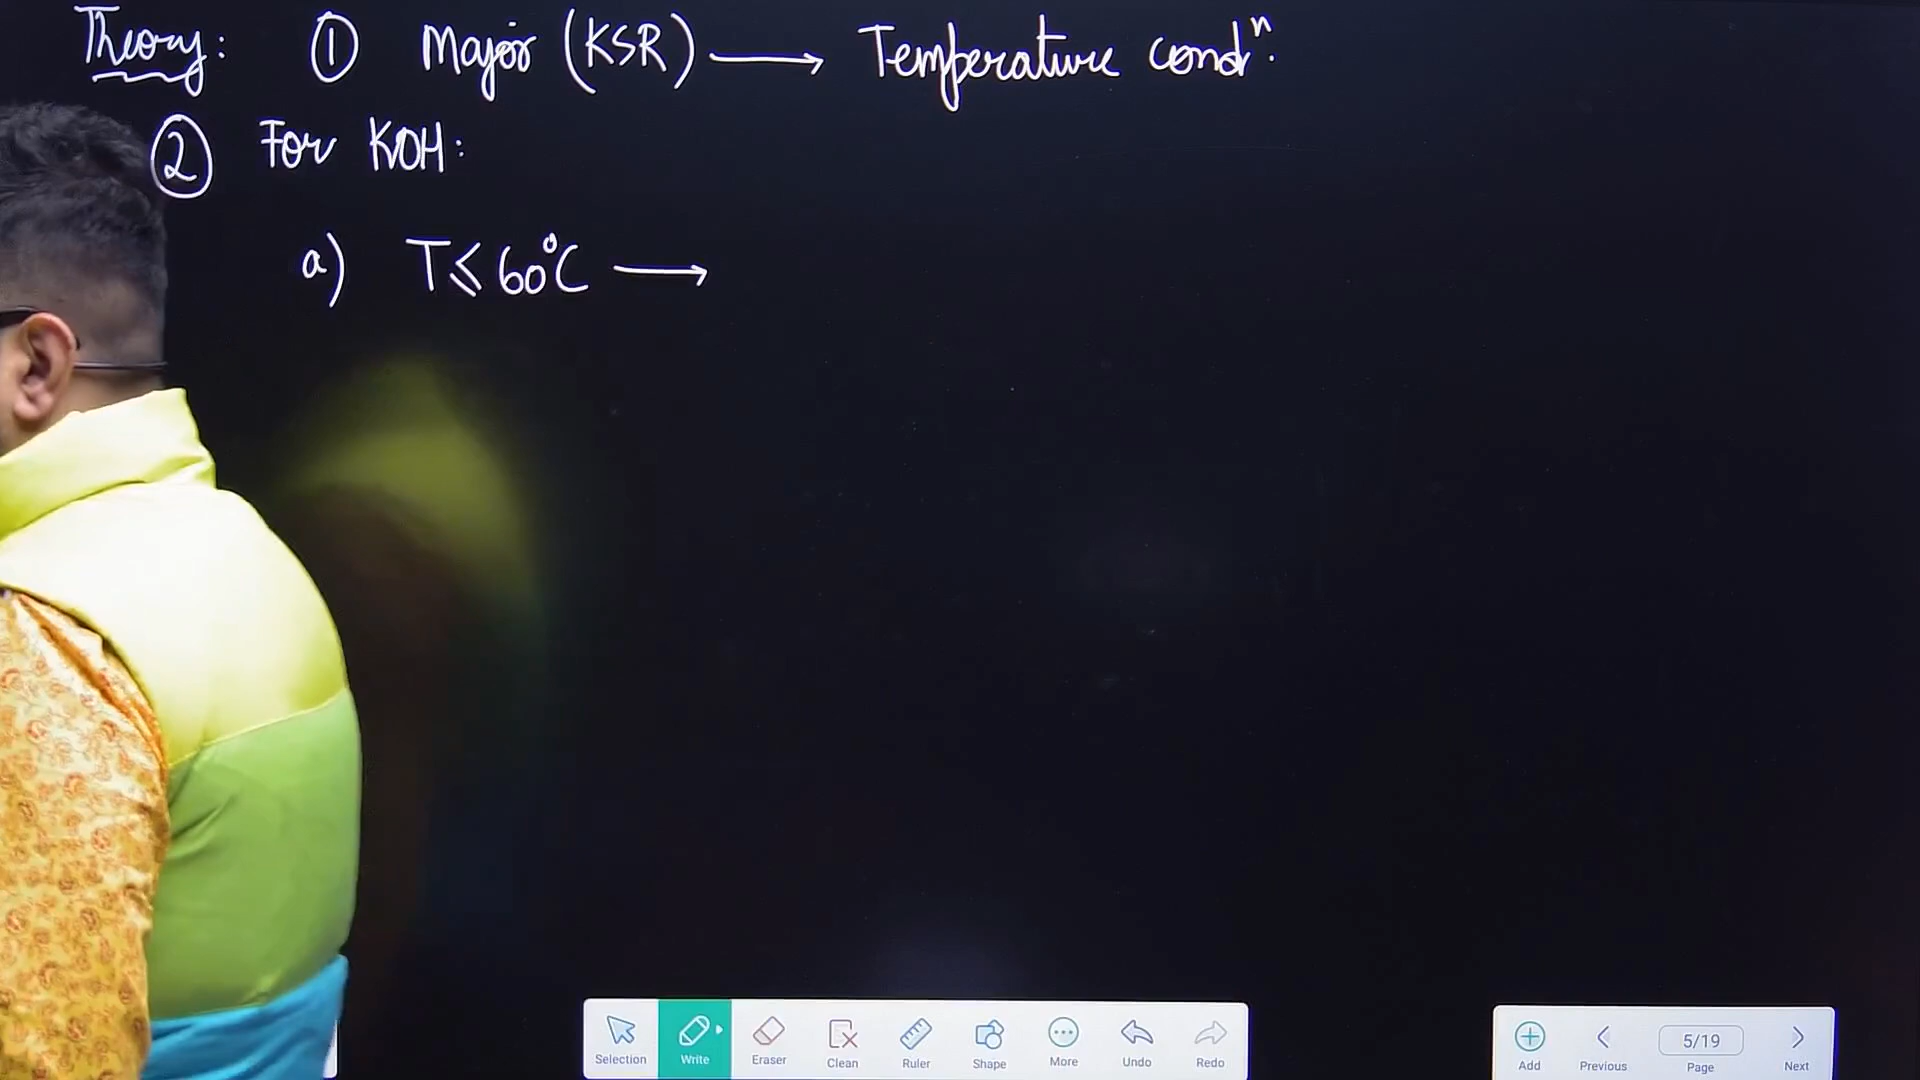 Theory: ① Major (KSR) ⟶ Temperature condⁿ.
② For KOH:
a) T ≤ 60°C ⟶
Selection Write Eraser Clean Ruler Shape More Undo Redo
Add Previous 5/19 Page Next